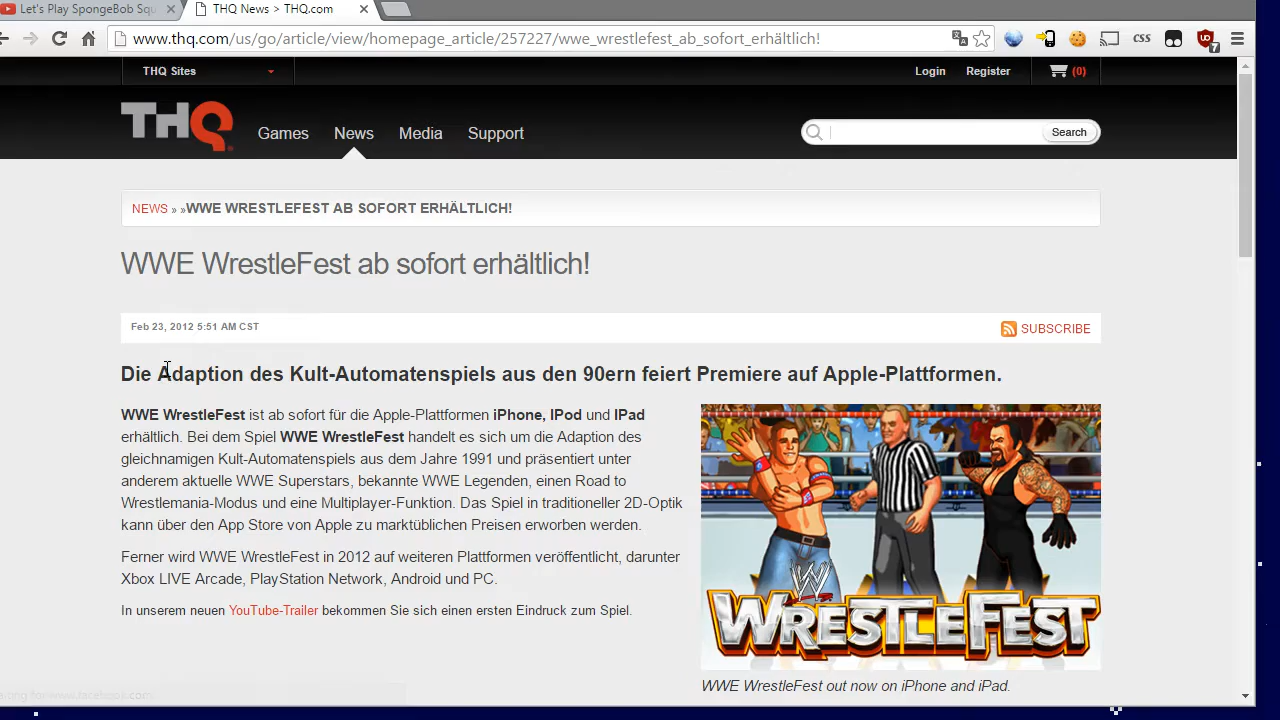 Let's Play SpongeBob Squ
THQ News > THQ.com
www.thq.com/us/go/article/view/homepage_article/257227/wwe_wrestlefest_ab_sofort_erhältlich!
css
7
THQ Sites
Login Register (0)
THQ Games News Media Support
Search
NEWS » »WWE WRESTLEFEST AB SOFORT ERHÄLTLICH!
WWE WrestleFest ab sofort erhältlich!
Feb 23, 2012 5:51 AM CST
SUBSCRIBE
Die Adaption des Kult-Automatenspiels aus den 90ern feiert Premiere auf Apple-Plattformen.
WWE WrestleFest ist ab sofort für die Apple-Plattformen iPhone, IPod und IPad
erhältlich. Bei dem Spiel WWE WrestleFest handelt es sich um die Adaption des
gleichnamigen Kult-Automatenspiels aus dem Jahre 1991 und präsentiert unter
anderem aktuelle WWE Superstars, bekannte WWE Legenden, einen Road to
Wrestlemania-Modus und eine Multiplayer-Funktion. Das Spiel in traditioneller 2D-Optik
kann über den App Store von Apple zu marktüblichen Preisen erworben werden.
Ferner wird WWE WrestleFest in 2012 auf weiteren Plattformen veröffentlicht, darunter
Xbox LIVE Arcade, PlayStation Network, Android und PC.
In unserem neuen YouTube-Trailer bekommen Sie sich einen ersten Eindruck zum Spiel.
W
WRESTLEFEST
WWE WrestleFest out now on iPhone and iPad.